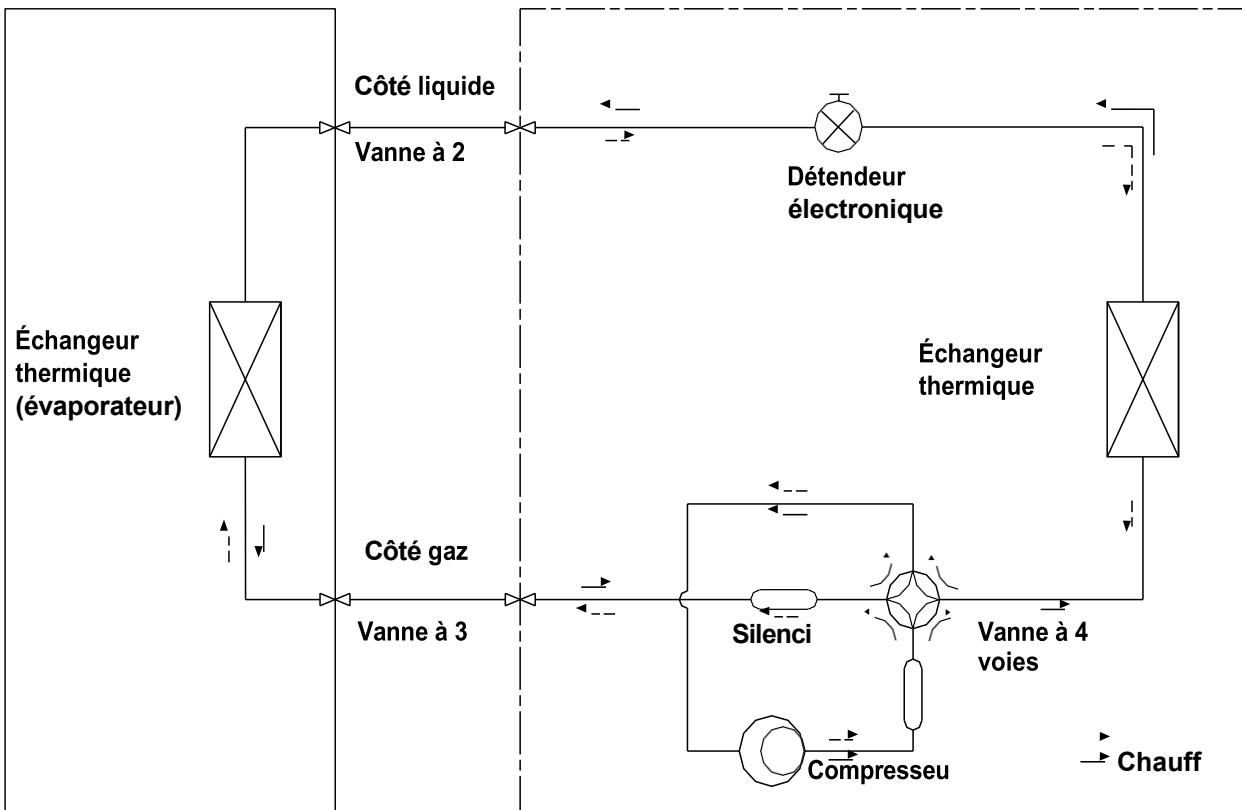 Côté liquide
Vanne à 2
Détendeur
électronique
Échangeur
thermique
(évaporateur)
Échangeur
thermique
Côté gaz
Vanne à 3
Silenci
Vanne à 4
voies
Compresseu
Chauff